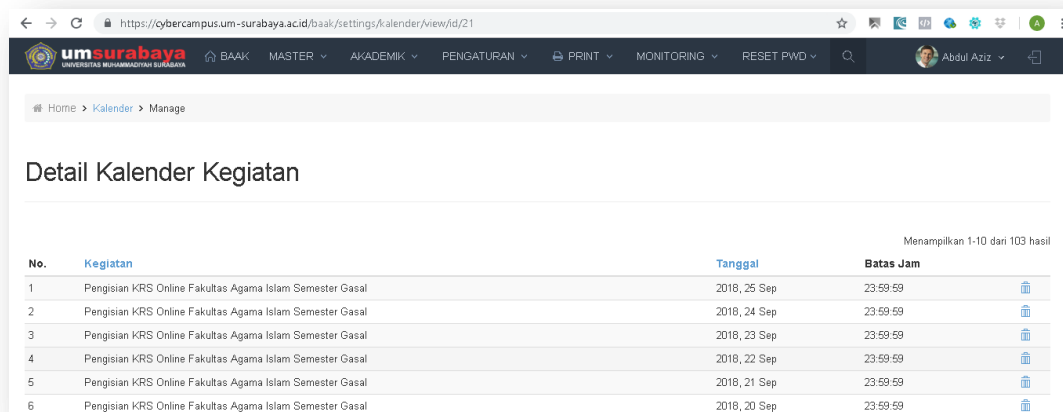 https://cybercampus.um-surabaya.ac.id/baak/settings/kalender/view/id/21
A
umsurabaya
UNIVERSITAS MUHAMMADIYAH SURABAYA
BAAK MASTER AKADEMIK PENGATURAN PRINT MONITORING RESET PWD Abdul Aziz
Home > Kalender > Manage
Detail Kalender Kegiatan
Menampilkan 1-10 dari 103 hasil
No. Kegiatan Tanggal Batas Jam
1 Pengisian KRS Online Fakultas Agama Islam Semester Gasal 2018, 25 Sep 23:59:59
2 Pengisian KRS Online Fakultas Agama Islam Semester Gasal 2018, 24 Sep 23:59:59
3 Pengisian KRS Online Fakultas Agama Islam Semester Gasal 2018, 23 Sep 23:59:59
4 Pengisian KRS Online Fakultas Agama Islam Semester Gasal 2018, 22 Sep 23:59:59
5 Pengisian KRS Online Fakultas Agama Islam Semester Gasal 2018, 21 Sep 23:59:59
6 Pengisian KRS Online Fakultas Agama Islam Semester Gasal 2018, 20 Sep 23:59:59